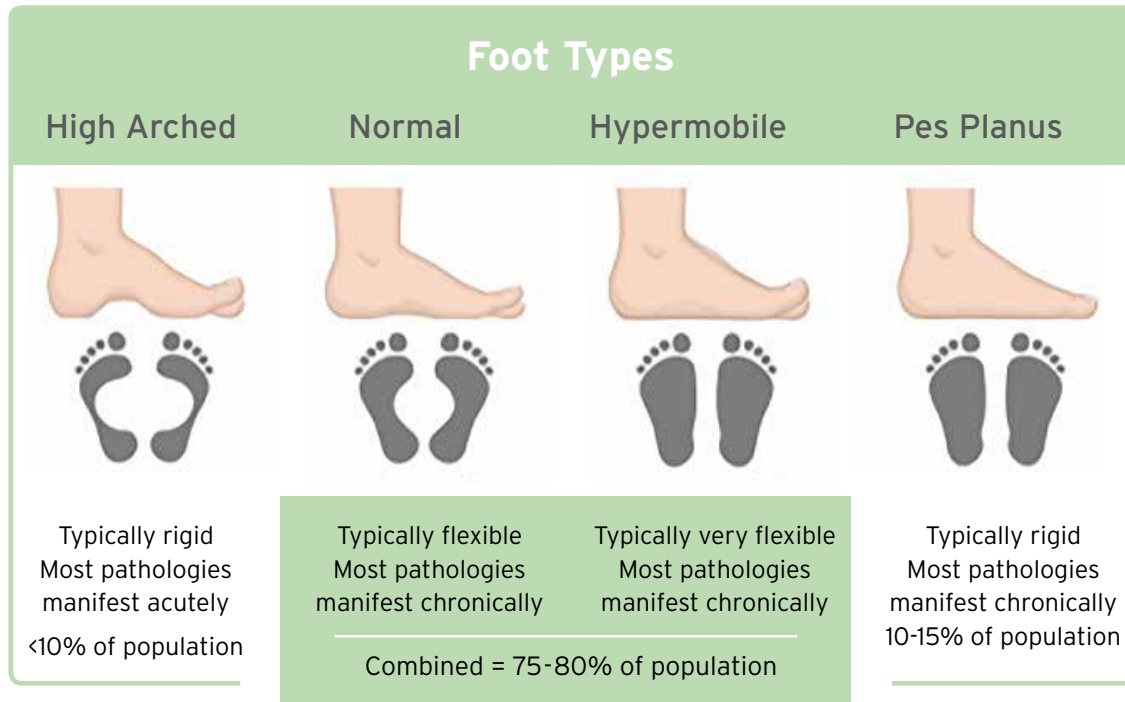 Foot Types
High Arched
Normal
Hypermobile
Pes Planus
Typically rigid
Most pathologies
manifest acutely
<10% of population
Typically flexible
Most pathologies
manifest chronically
Typically very flexible
Most pathologies
manifest chronically
Combined = 75-80% of population
Typically rigid
Most pathologies
manifest chronically
10-15% of population